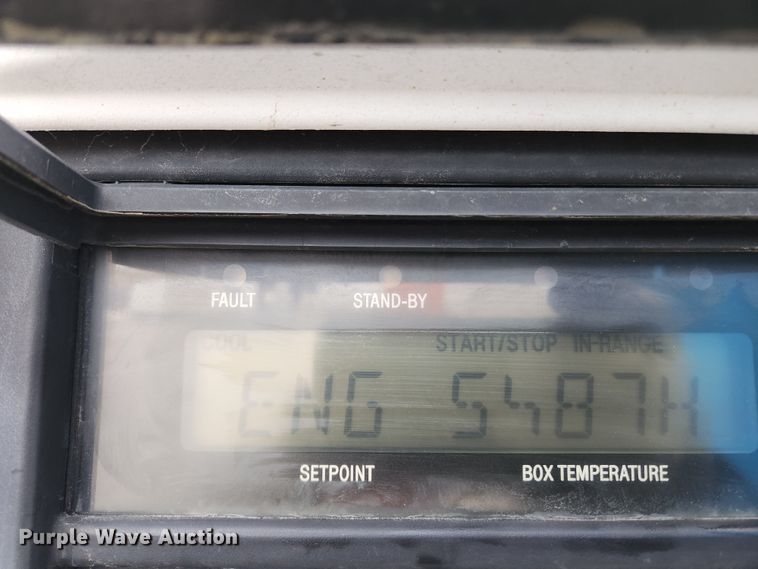 FAULT STAND-BY
COOL START/STOP IN-RANGE
ENG 5487H
SETPOINT BOX TEMPERATURE
Purple Wave Auction